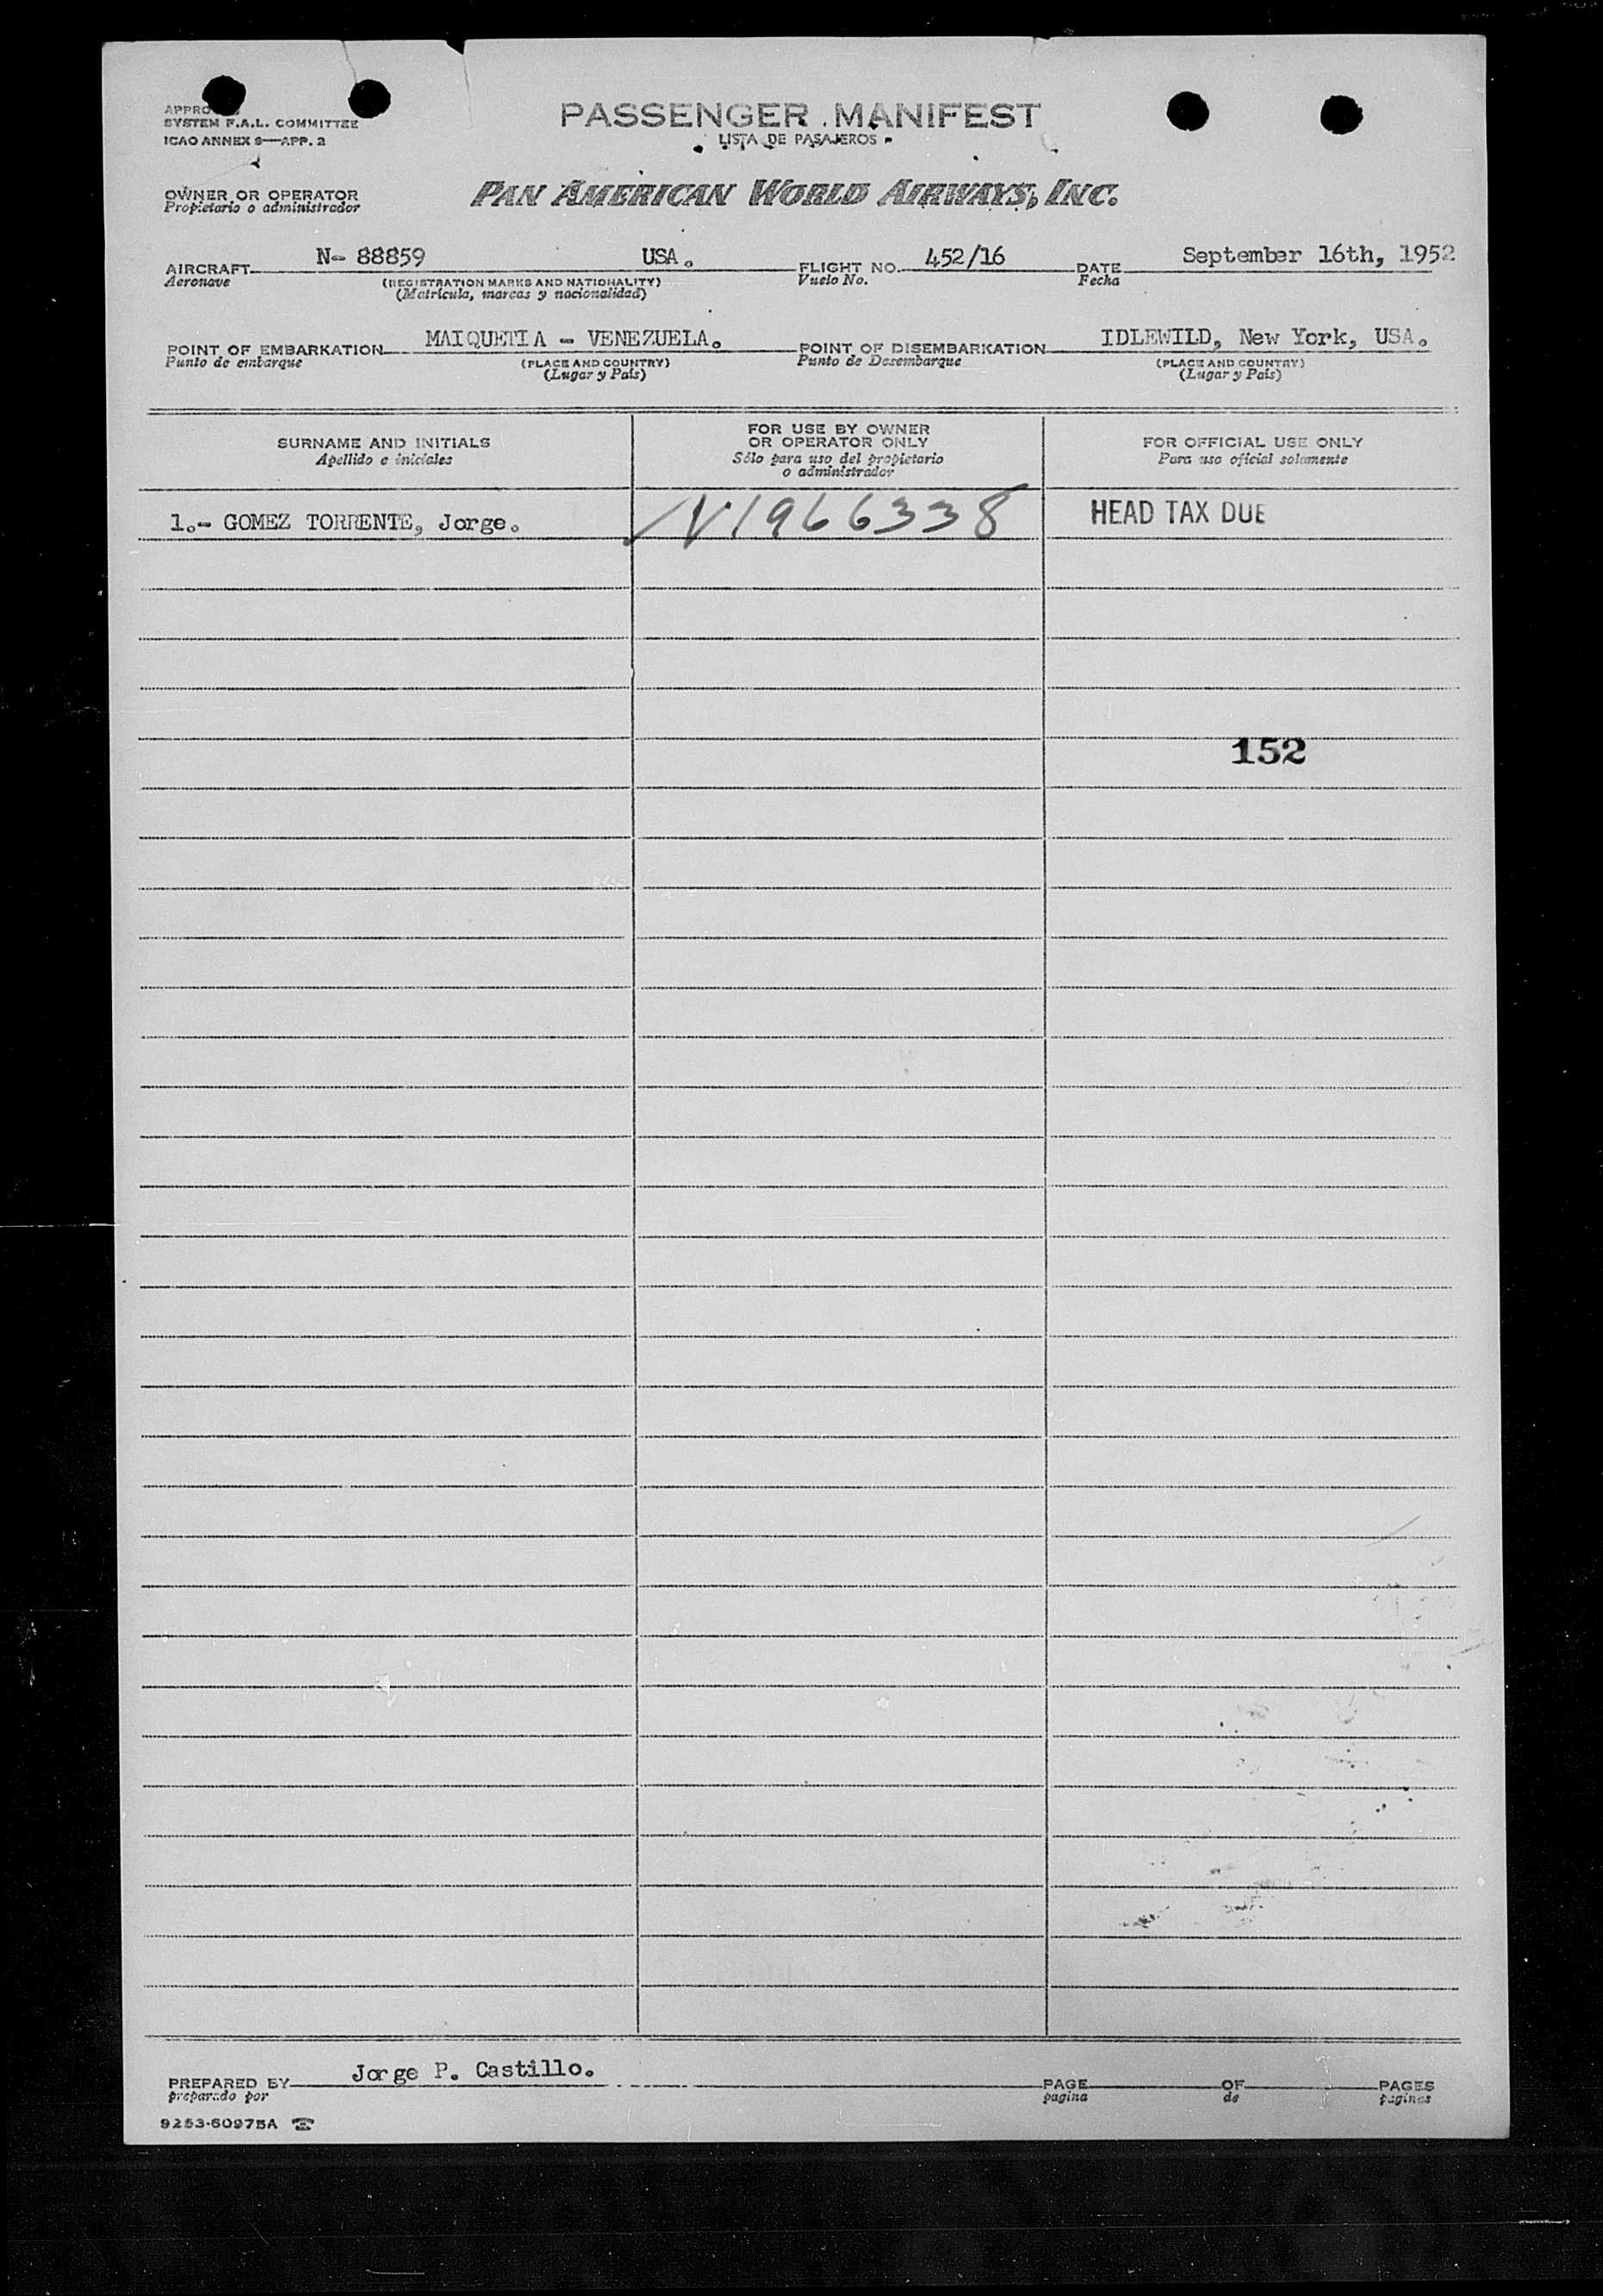 SYSTEM F.A.L. COMMITTEE
ICAO ANNEX 9—APP. 2
PASSENGER MANIFEST
LISTA DE PASAJEROS
OWNER OR OPERATOR
Propietario o administrador
PAN AMERICAN WORLD AIRWAYS, INC.
AIRCRAFT N- 88859 USA. FLIGHT NO. 452/16 DATE September 16th, 1952
Aeronave (REGISTRATION MARKS AND NATIONALITY) Vuelo No. Fecha
(Matrícula, marcas y nacionalidad)
POINT OF EMBARKATION MAIQUETIA - VENEZUELA. POINT OF DISEMBARKATION IDLEWILD, New York, USA.
Punto de embarque (PLACE AND COUNTRY) Punto de Desembarque (PLACE AND COUNTRY)
(Lugar y País) (Lugar y País)
SURNAME AND INITIALS
Apellido e iniciales
FOR USE BY OWNER
OR OPERATOR ONLY
Sólo para uso del propietario
o administrador
FOR OFFICIAL USE ONLY
Para uso oficial solamente
1.- GOMEZ TORRENTE, Jorge. V1966338 HEAD TAX DUE
152
PREPARED BY Jorge P. Castillo. PAGE OF PAGES
preparado por pagina de paginas
9253-60975A